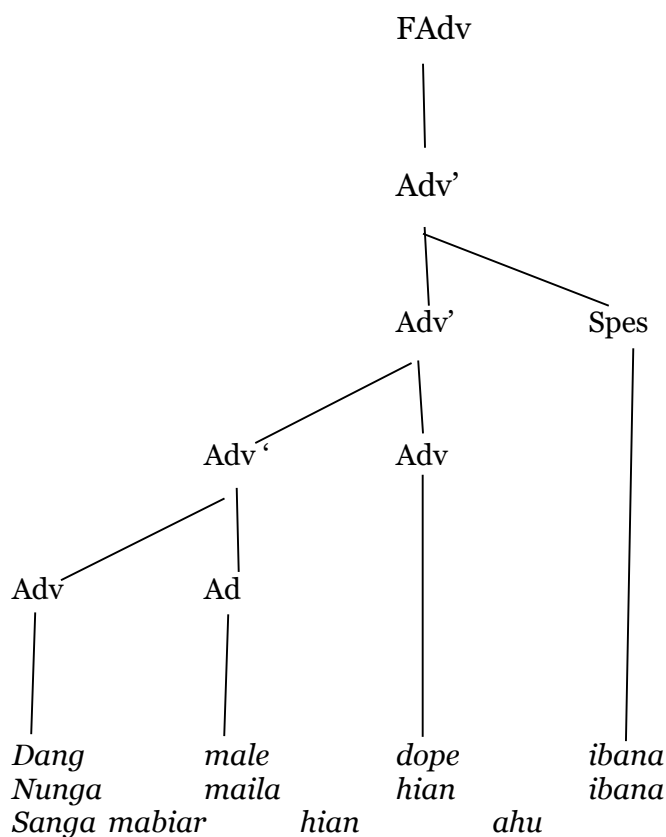 FAdv
Adv’
Adv’ Spes
Adv ‘ Adv
Adv Ad
Dang male dope ibana
Nunga maila hian ibana
Sanga mabiar hian ahu